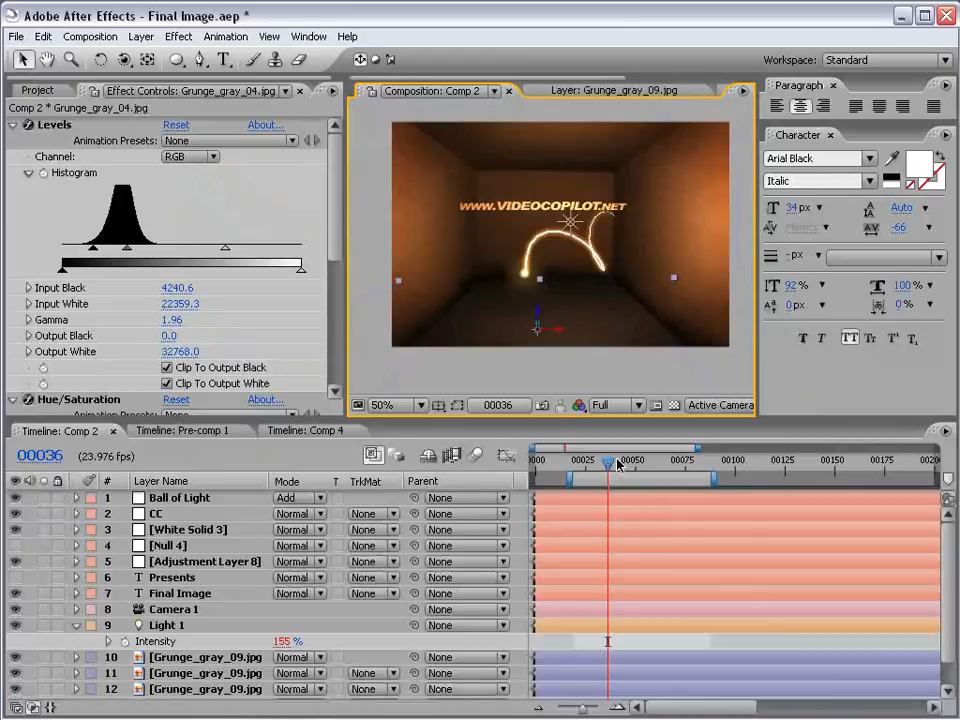 Adobe After Effects - Final Image.aep *
File Edit Composition Layer Effect Animation View Window Help
Workspace: Standard
Project Effect Controls: Grunge_gray_04.jpg
Comp 2 * Grunge_gray_04.jpg
Levels Reset About...
Animation Presets: None
Channel: RGB
Histogram
Input Black 4240.6
Input White 22359.3
Gamma 1.96
Output Black 0.0
Output White 32768.0
Clip To Output Black
Clip To Output White
Hue/Saturation Reset About...
Animation Presets: None
Composition: Comp 2 Layer: Grunge_gray_09.jpg
WWW.VIDEOCOPILOT.NET
50% 00036 Full Active Camera
Paragraph
Character
Arial Black
Italic
34 px Auto
Metrics -66
- px
92 % 100 %
0 px 0 %
T T TT Tr T¹ T₁
Timeline: Comp 2 Timeline: Pre-comp 1 Timeline: Comp 4
00036 (23.976 fps)
0000 00025 00050 00075 00100 00125 00150 00175 0020
# Layer Name Mode T TrkMat Parent
1 Ball of Light Add None
2 CC Normal None None
3 [White Solid 3] Normal None None
4 [Null 4] Normal None None
5 [Adjustment Layer 8] Normal None None
6 T Presents Normal None None
7 T Final Image Normal None None
8 Camera 1 None
9 Light 1 None
Intensity 155 %
10 [Grunge_gray_09.jpg Normal None
11 [Grunge_gray_09.jpg Normal None None
12 [Grunge_gray_09.jpg Normal None None